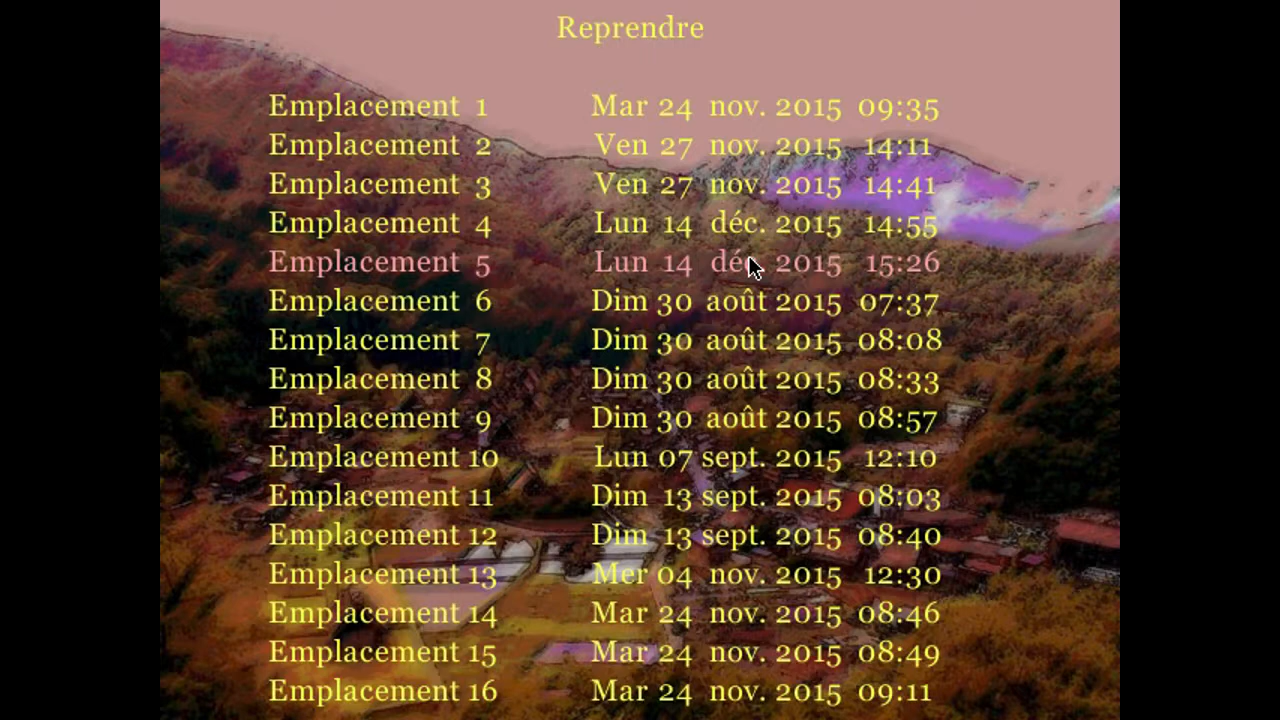 Reprendre
Emplacement 1 Mar 24 nov. 2015 09:35
Emplacement 2 Ven 27 nov. 2015 14:11
Emplacement 3 Ven 27 nov. 2015 14:41
Emplacement 4 Lun 14 déc. 2015 14:55
Emplacement 5 Lun 14 déc. 2015 15:26
Emplacement 6 Dim 30 août 2015 07:37
Emplacement 7 Dim 30 août 2015 08:08
Emplacement 8 Dim 30 août 2015 08:33
Emplacement 9 Dim 30 août 2015 08:57
Emplacement 10 Lun 07 sept. 2015 12:10
Emplacement 11 Dim 13 sept. 2015 08:03
Emplacement 12 Dim 13 sept. 2015 08:40
Emplacement 13 Mer 04 nov. 2015 12:30
Emplacement 14 Mar 24 nov. 2015 08:46
Emplacement 15 Mar 24 nov. 2015 08:49
Emplacement 16 Mar 24 nov. 2015 09:11